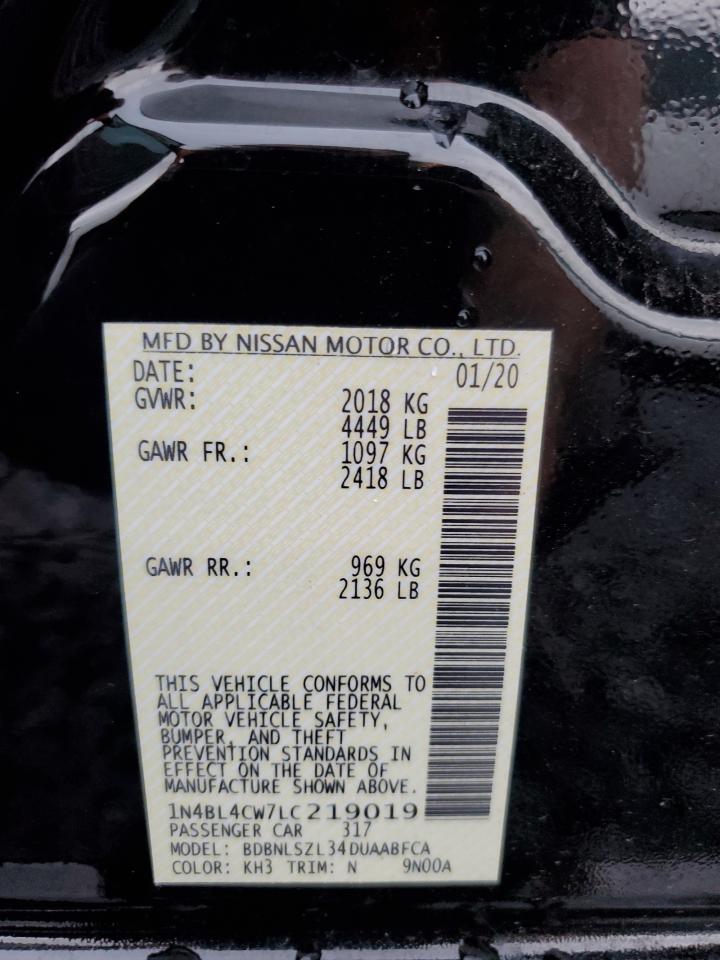 MFD BY NISSAN MOTOR CO., LTD.
DATE: 01/20
GVWR: 2018 KG
4449 LB
GAWR FR.: 1097 KG
2418 LB
GAWR RR.: 969 KG
2136 LB
THIS VEHICLE CONFORMS TO
ALL APPLICABLE FEDERAL
MOTOR VEHICLE SAFETY,
BUMPER, AND THEFT
PREVENTION STANDARDS IN
EFFECT ON THE DATE OF
MANUFACTURE SHOWN ABOVE.
1N4BL4CW7LC219019
PASSENGER CAR 317
MODEL: BDBNLSZL34DUAABFCA
COLOR: KH3 TRIM: N 9N00A